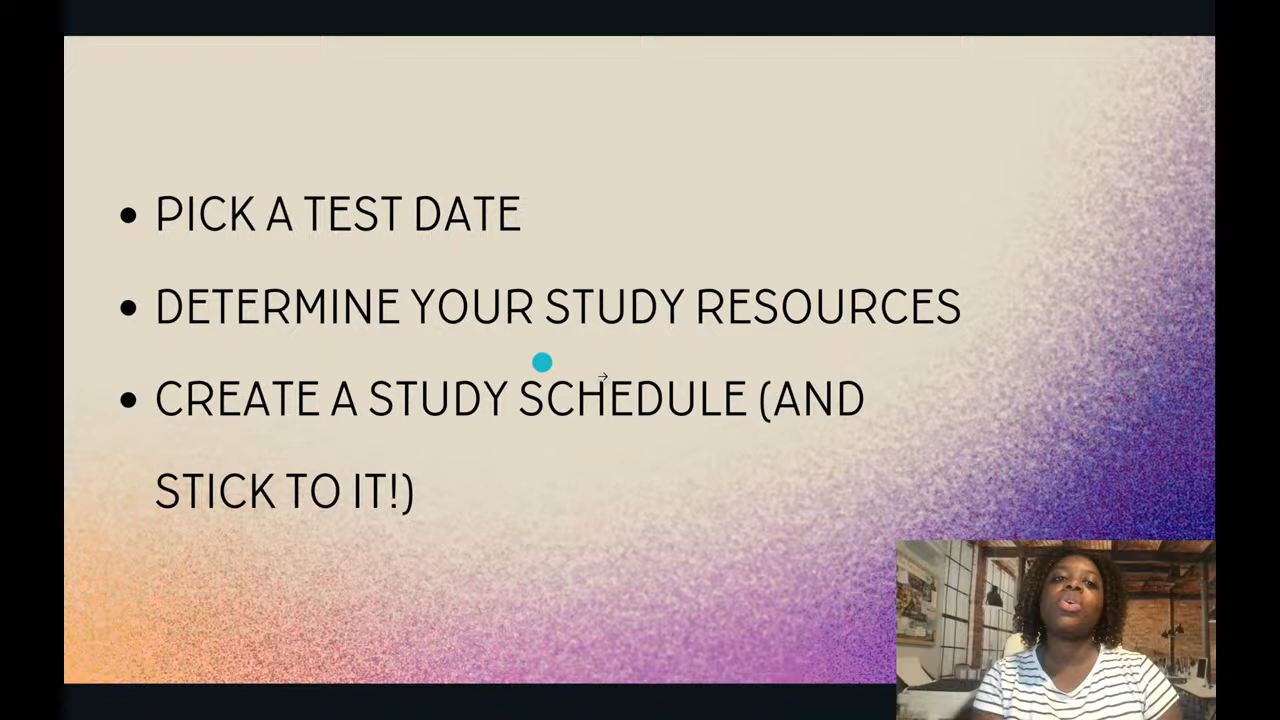 • PICK A TEST DATE
• DETERMINE YOUR STUDY RESOURCES
• CREATE A STUDY SCHEDULE (AND
STICK TO IT!)